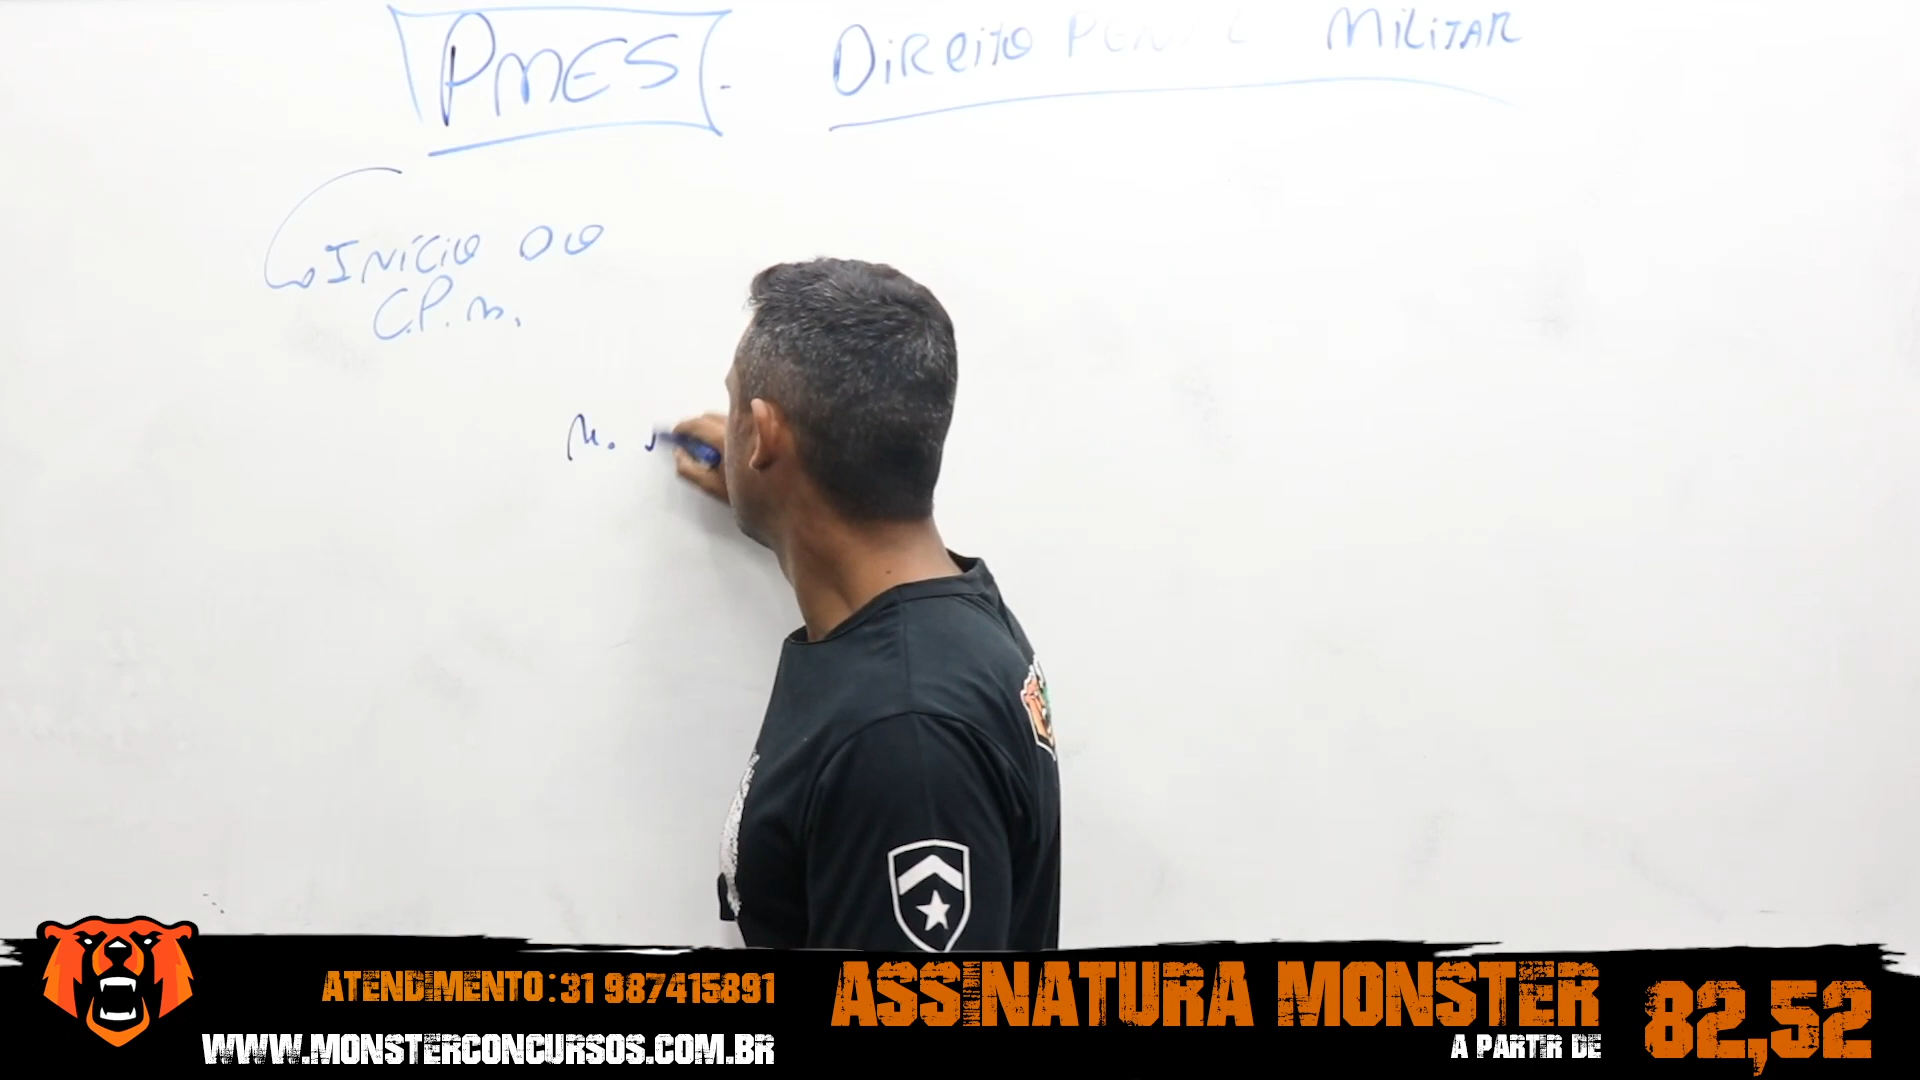 PMES. Direito Penal Militar
Início do
C.P.M.
M.
ATENDIMENTO: 31 987415891
WWW.MONSTERCONCURSOS.COM.BR
ASSINATURA MONSTER
A PARTIR DE
82,52